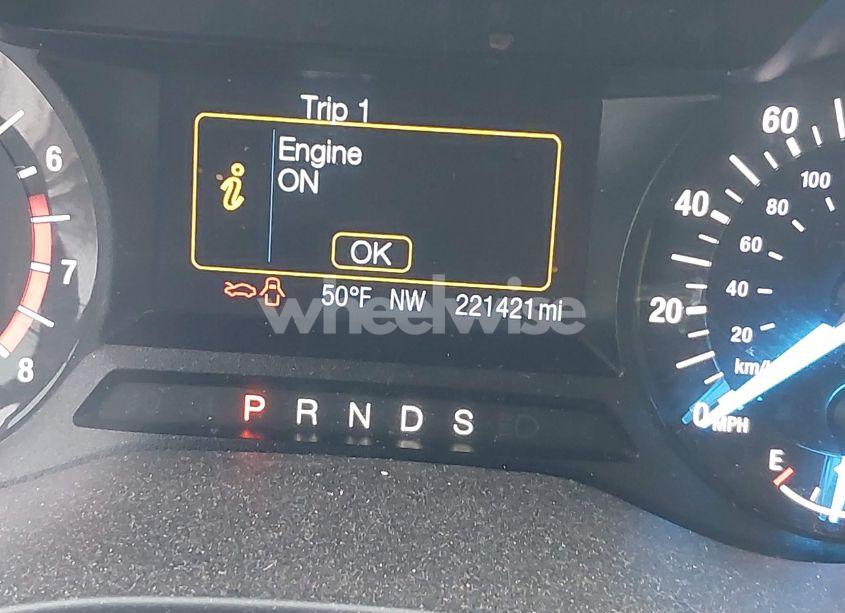 Trip 1
Engine
ON
OK
50°F NW 221421mi
P R N D S
6
7
8
60
40
20
0 MPH
100
80
60
40
20
km/
E
wheelwise